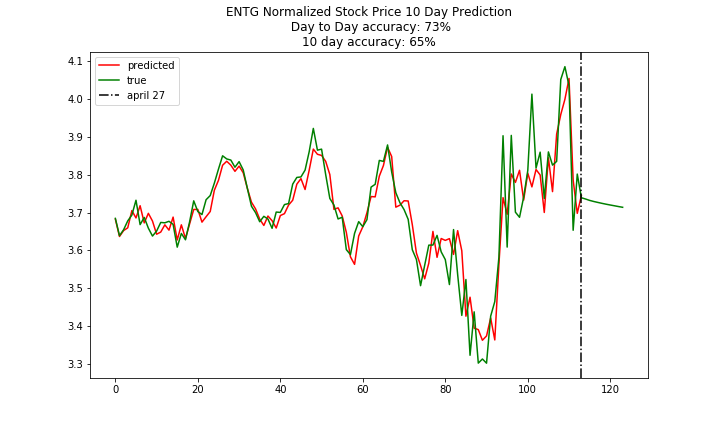 ENTG Normalized Stock Price 10 Day Prediction
Day to Day accuracy: 73%
10 day accuracy: 65%
predicted
true
april 27
4.1
4.0
3.9
3.8
3.7
3.6
3.5
3.4
3.3
0 20 40 60 80 100 120